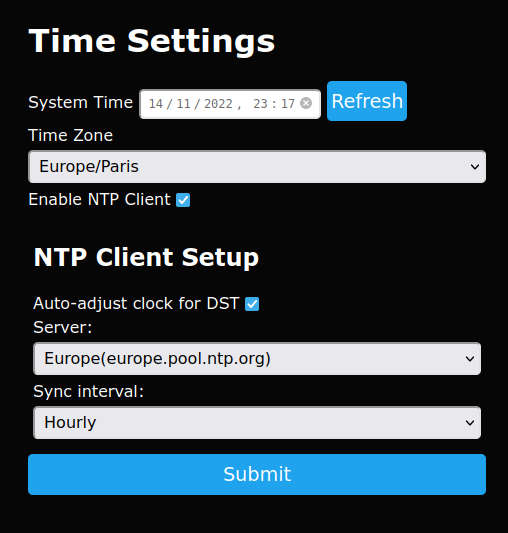 Time Settings
System Time 14/11/2022, 23:17 Refresh
Time Zone
Europe/Paris
Enable NTP Client
NTP Client Setup
Auto-adjust clock for DST
Server:
Europe(europe.pool.ntp.org)
Sync interval:
Hourly
Submit